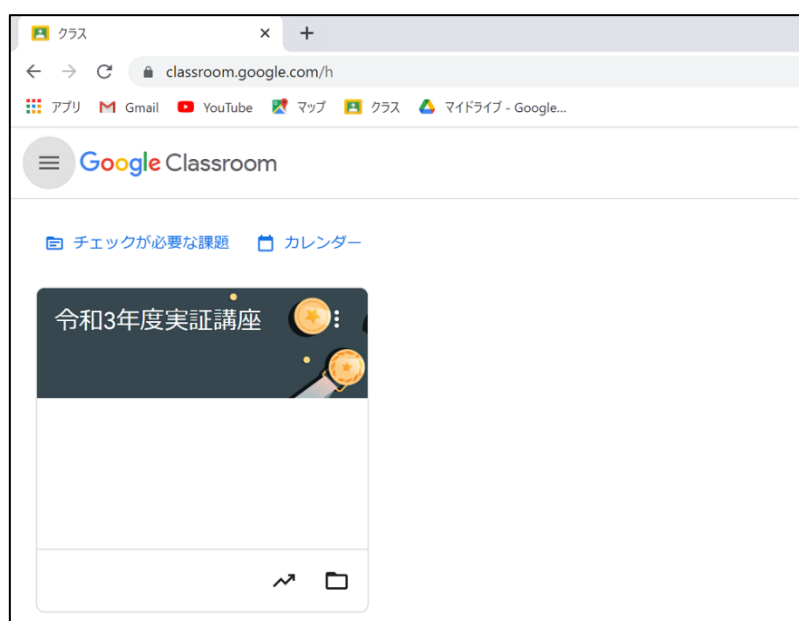 クラス
classroom.google.com/h
アプリ Gmail YouTube マップ クラス マイドライブ - Google...
Google Classroom
チェックが必要な課題 カレンダー
令和3年度実証講座